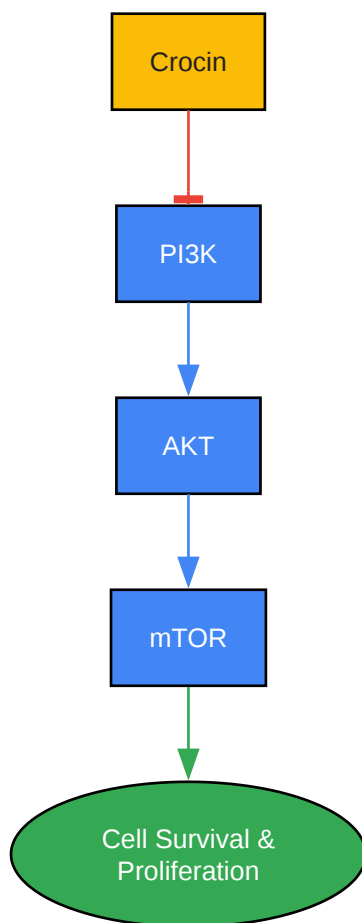 Crocin
PI3K
AKT
mTOR
Cell Survival &
Proliferation